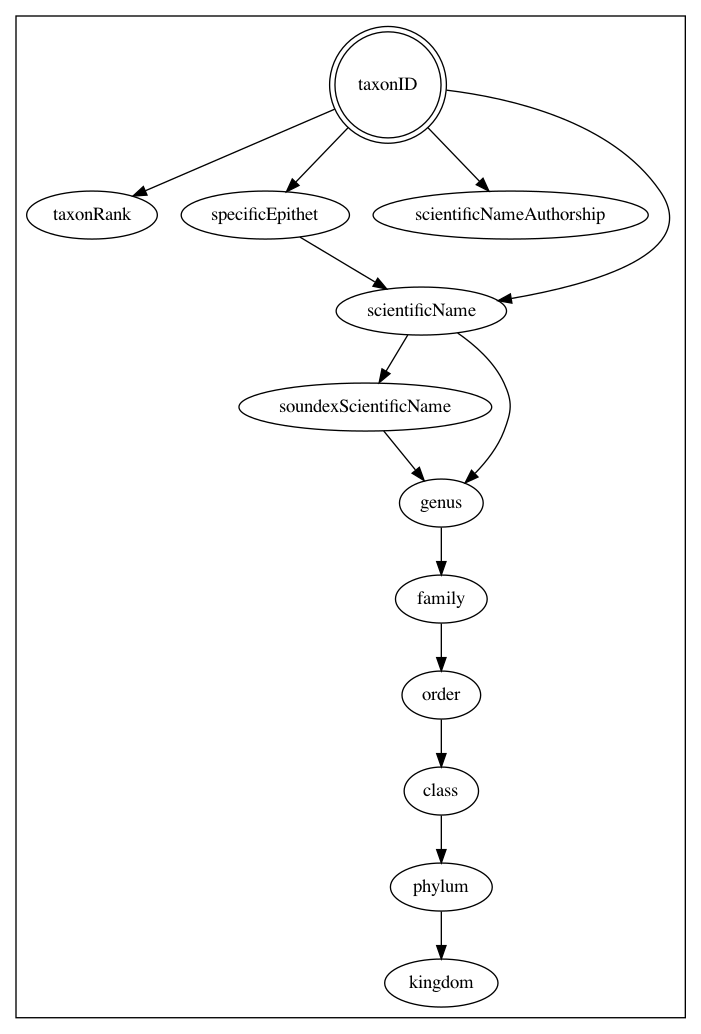 taxonID
taxonRank
specificEpithet
scientificNameAuthorship
scientificName
soundexScientificName
genus
family
order
class
phylum
kingdom